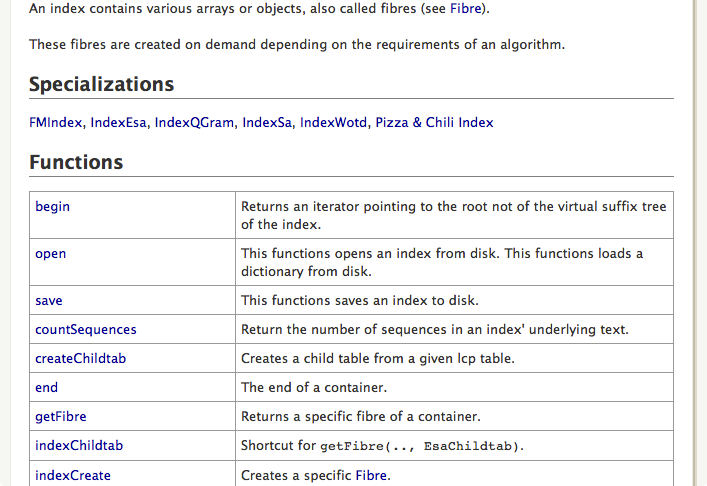 An index contains various arrays or objects, also called fibres (see Fibre).
These fibres are created on demand depending on the requirements of an algorithm.
Specializations
FMIndex, IndexEsa, IndexQGram, IndexSa, IndexWotd, Pizza & Chili Index
Functions
begin Returns an iterator pointing to the root not of the virtual suffix tree
of the index.
open This functions opens an index from disk. This functions loads a
dictionary from disk.
save This functions saves an index to disk.
countSequences Return the number of sequences in an index' underlying text.
createChildtab Creates a child table from a given lcp table.
end The end of a container.
getFibre Returns a specific fibre of a container.
indexChildtab Shortcut for getFibre(.., EsaChildtab).
indexCreate Creates a specific Fibre.